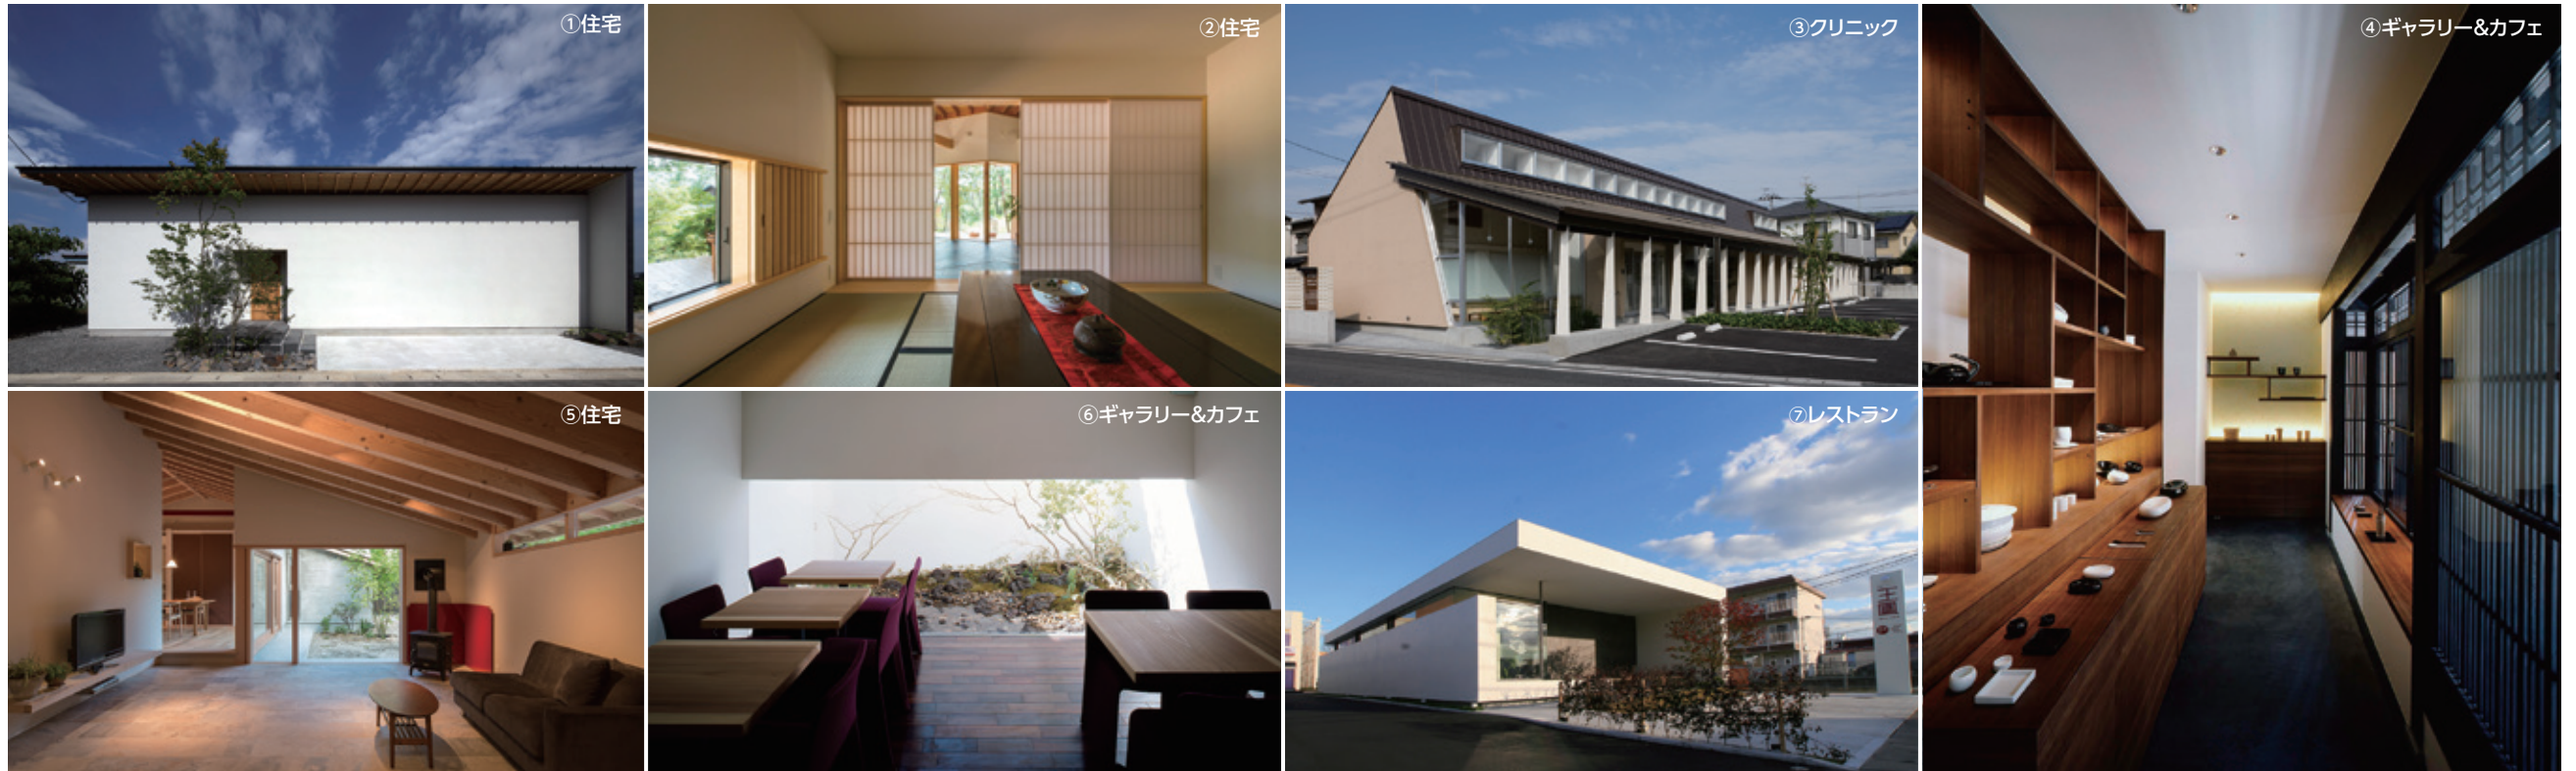 ①住宅
②住宅
③クリニック
④ギャラリー&カフェ
⑤住宅
⑥ギャラリー&カフェ
⑦レストラン